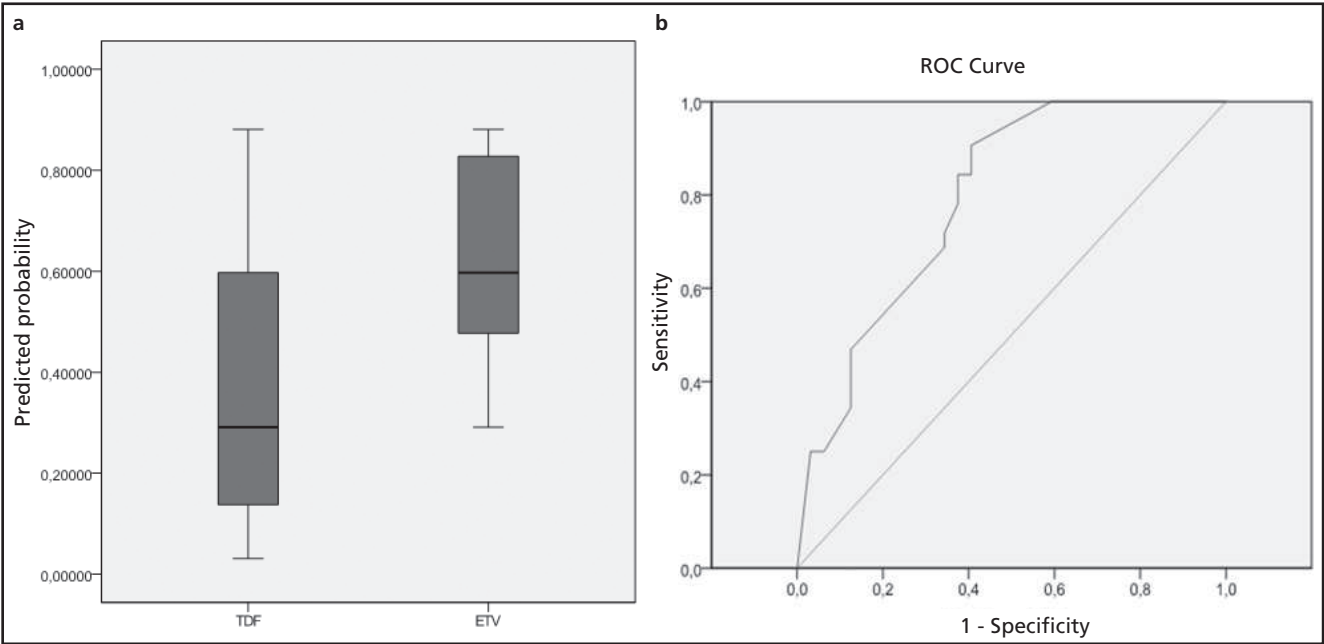 a
Predicted probability
1,00000
0,80000
0,60000
0,40000
0,20000
0,00000
TDF
ETV
b
ROC Curve
Sensitivity
1,0
0,8
0,6
0,4
0,2
0,0
0,0
0,2
0,4
0,6
0,8
1,0
1 - Specificity